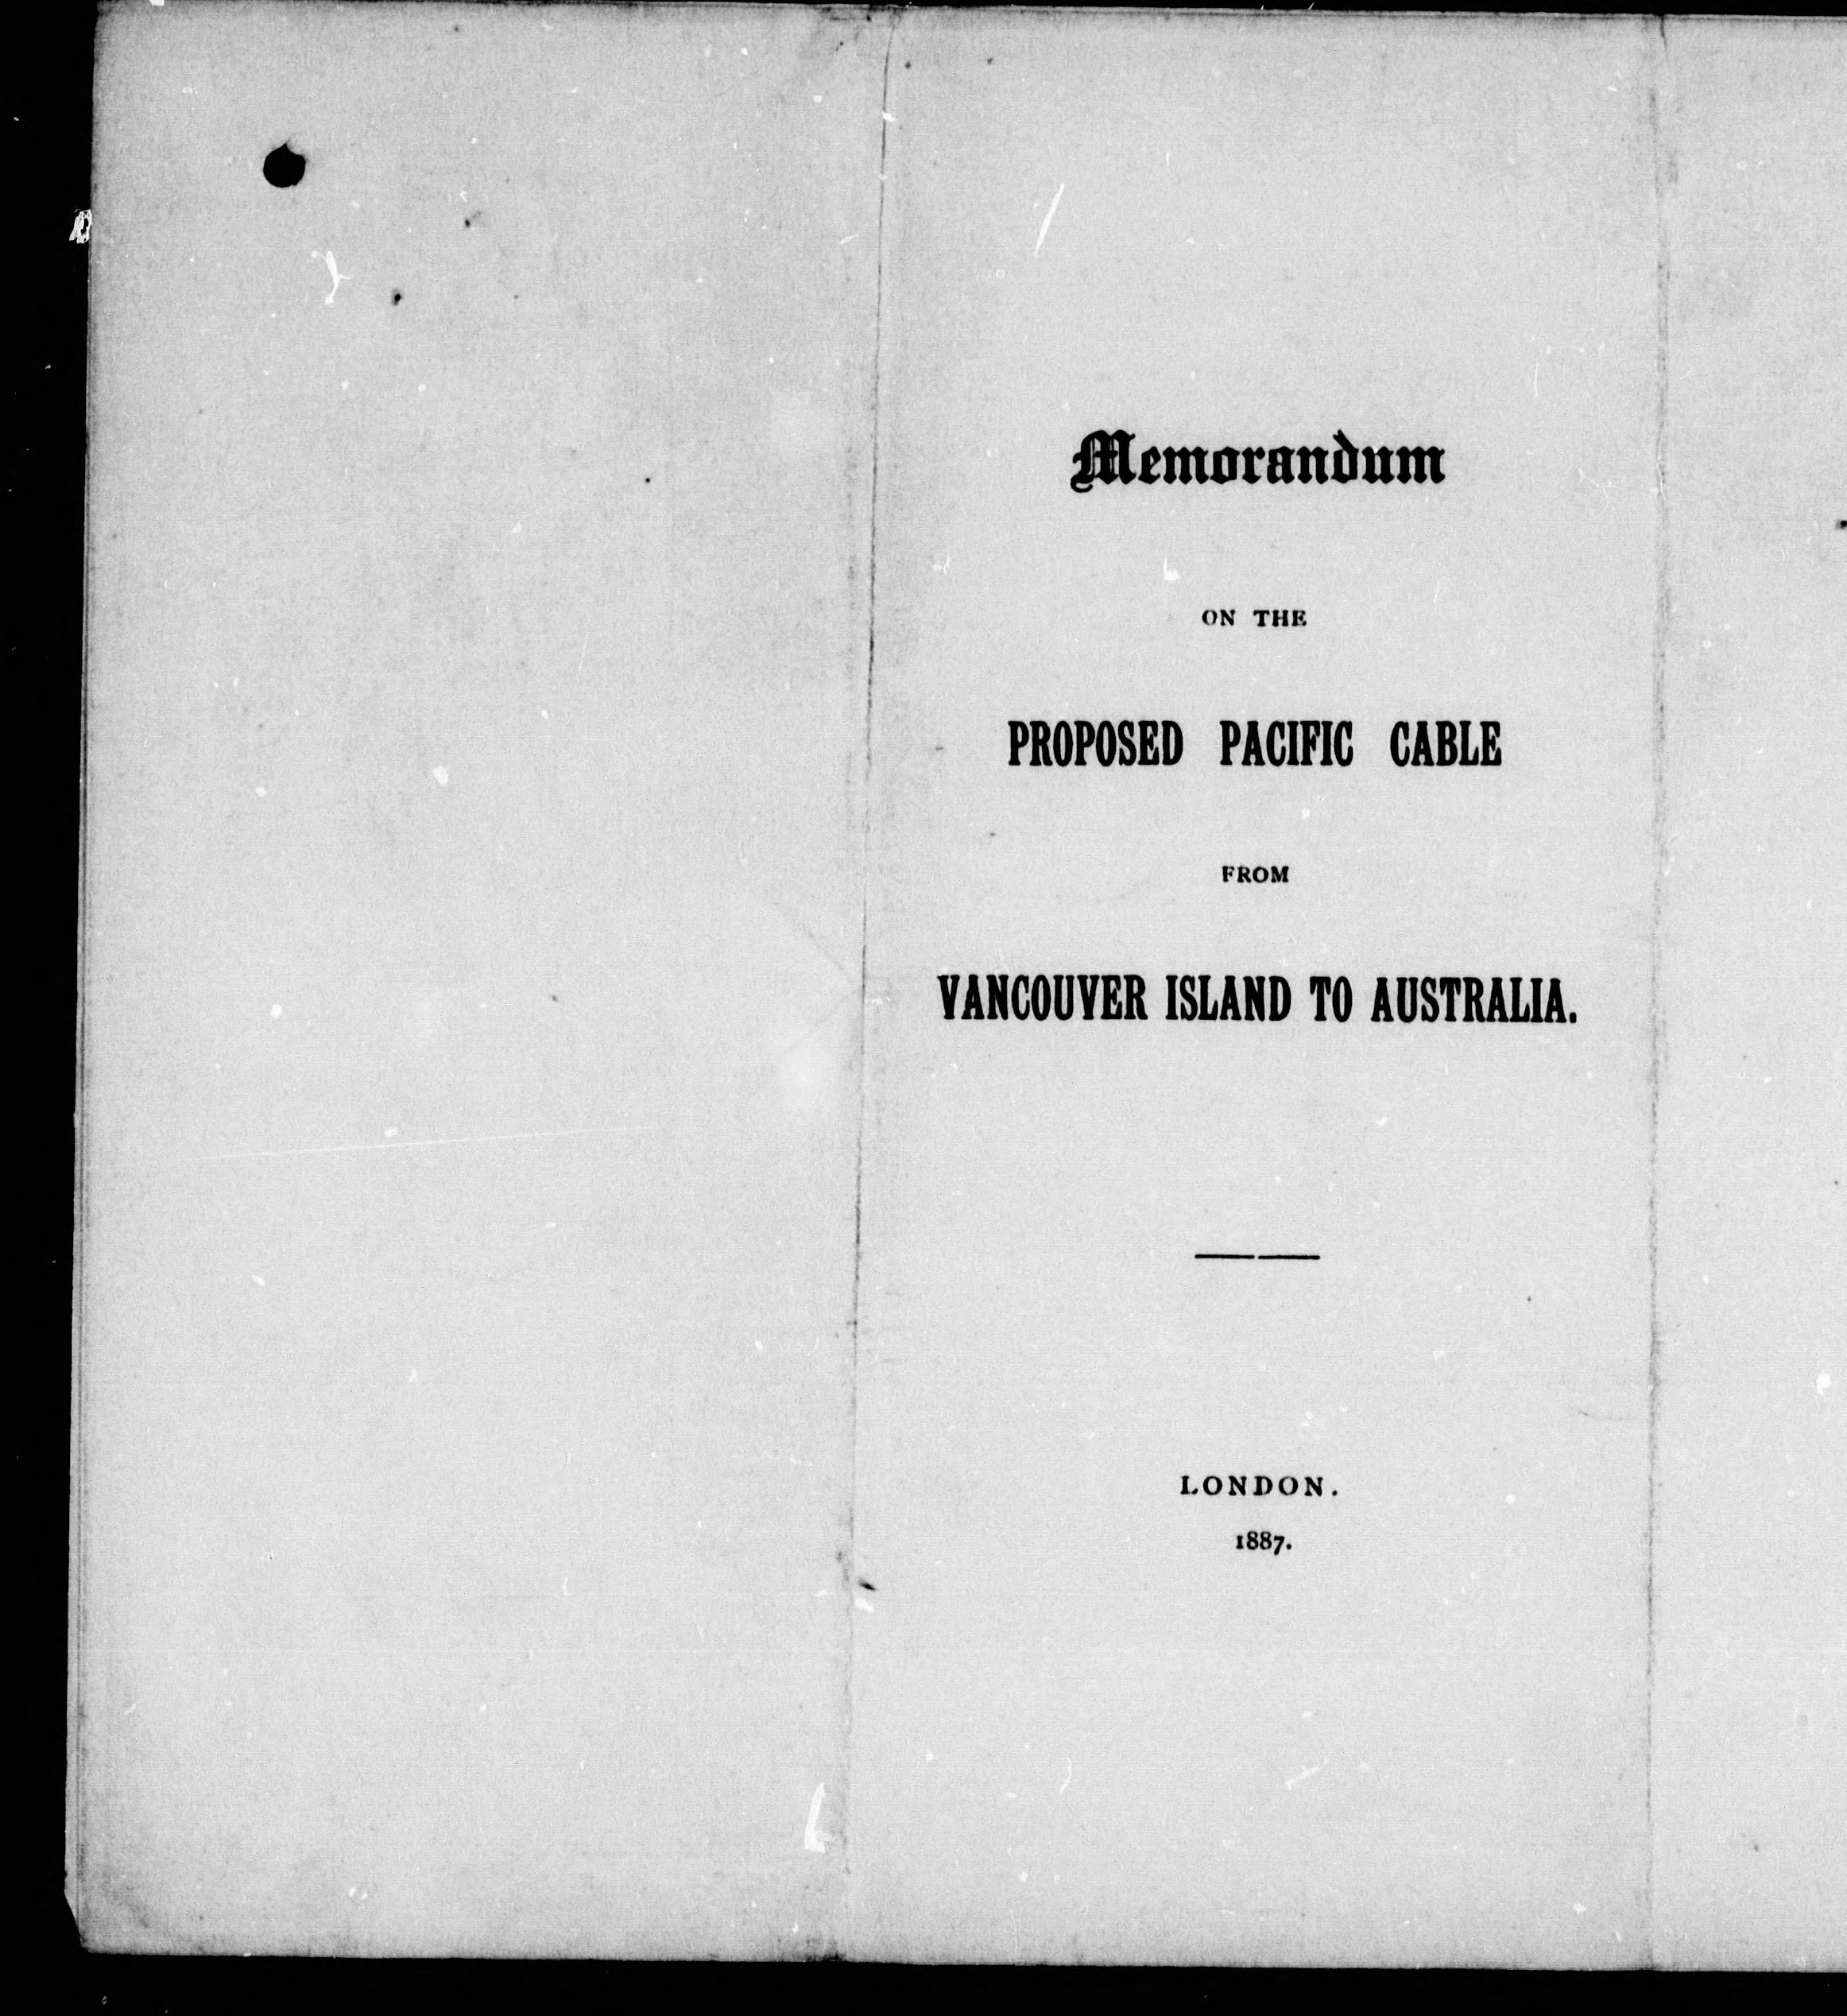 Memorandum
ON THE
PROPOSED PACIFIC CABLE
FROM
VANCOUVER ISLAND TO AUSTRALIA.
LONDON.
1887.